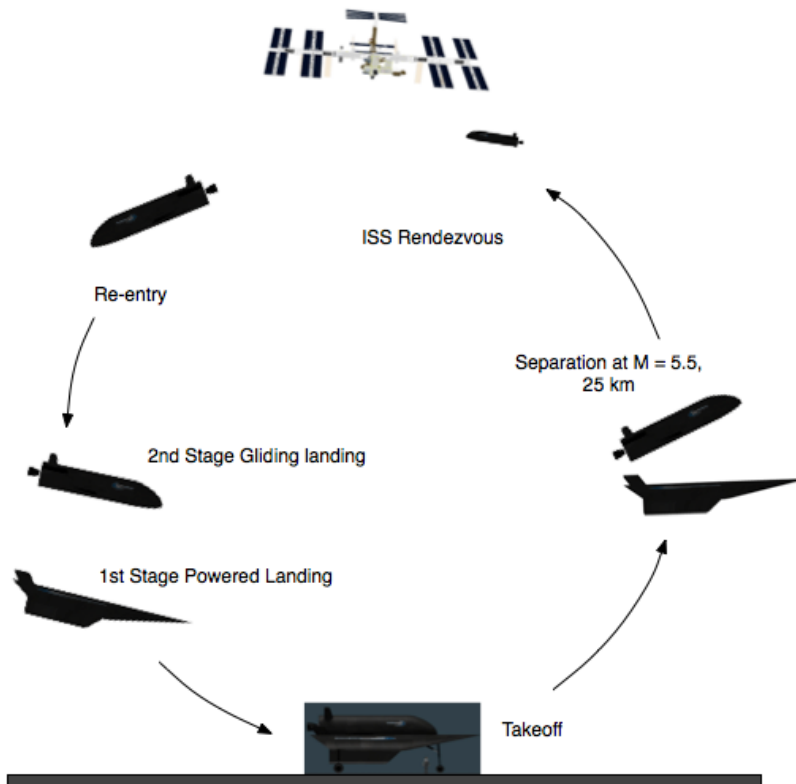 ISS Rendezvous
Re-entry
Separation at M = 5.5,
25 km
2nd Stage Gliding landing
1st Stage Powered Landing
Takeoff